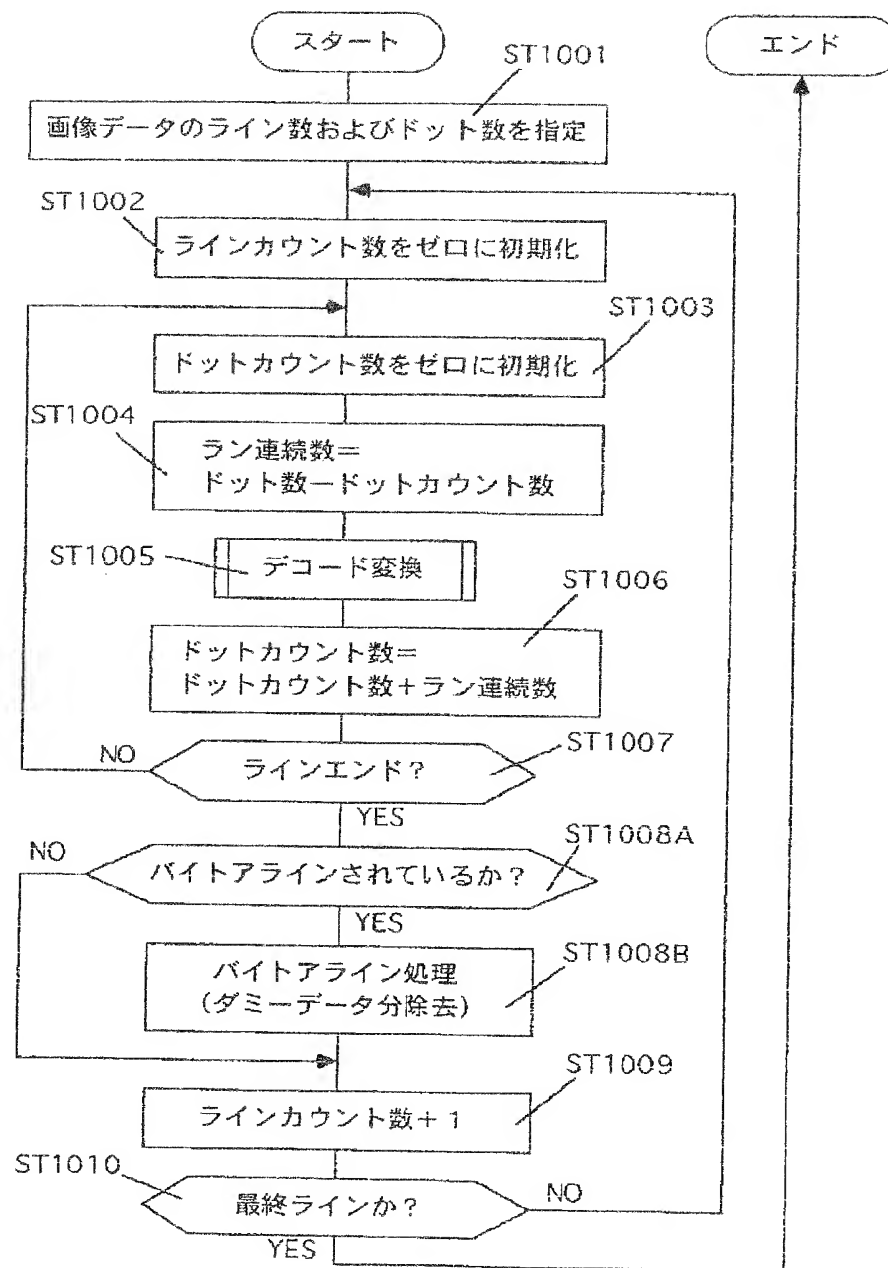 スタート
エンド
ST1001
画像データのライン数およびドット数を指定
ST1002
ラインカウント数をゼロに初期化
ST1003
ドットカウント数をゼロに初期化
ST1004
ラン連続数=
ドット数-ドットカウント数
ST1005
デコード変換
ST1006
ドットカウント数=
ドットカウント数+ラン連続数
ST1007
ラインエンド?
NO
YES
ST1008A
バイトアラインされているか?
NO
YES
ST1008B
バイトアライン処理
(ダミーデータ分除去)
ST1009
ラインカウント数+1
ST1010
最終ラインか?
NO
YES